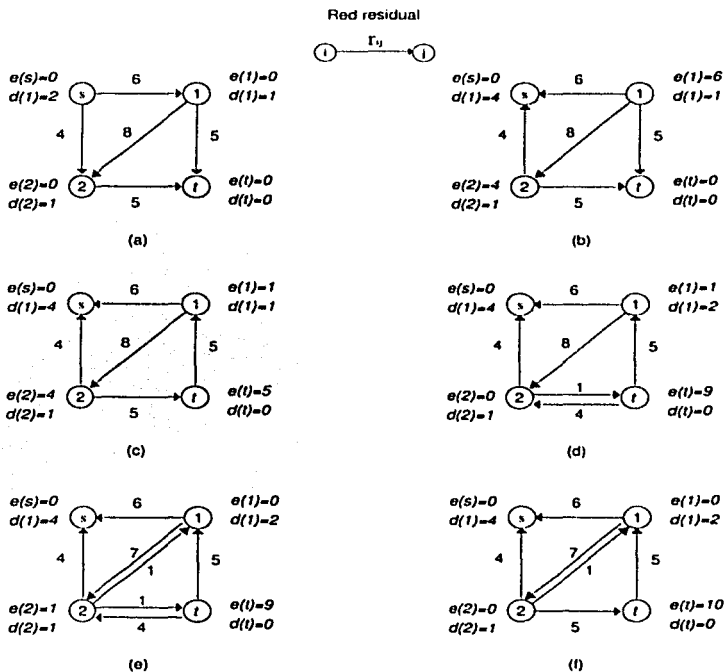 Red residual
i rij j
e(s)=0
d(1)=2
s 6 1
e(1)=0
d(1)=1
4 8 5
e(2)=0
d(2)=1
2 5 t
e(t)=0
d(t)=0
(a)
e(s)=0
d(1)=4
s 6 1
e(1)=6
d(1)=1
4 8 5
e(2)=4
d(2)=1
2 5 t
e(t)=0
d(t)=0
(b)
e(s)=0
d(1)=4
s 6 1
e(1)=1
d(1)=1
4 8 5
e(2)=4
d(2)=1
2 5 t
e(t)=5
d(t)=0
(c)
e(s)=0
d(1)=4
s 6 1
e(1)=1
d(1)=2
4 8 5
e(2)=0
d(2)=1
2 1 4 t
e(t)=9
d(t)=0
(d)
e(s)=0
d(1)=4
s 6 1
e(1)=0
d(1)=2
4 7 1 5
e(2)=1
d(2)=1
2 1 4 t
e(t)=9
d(t)=0
(e)
e(s)=0
d(1)=4
s 6 1
e(1)=0
d(1)=2
4 7 1 5
e(2)=0
d(2)=1
2 5 t
e(t)=10
d(t)=0
(f)